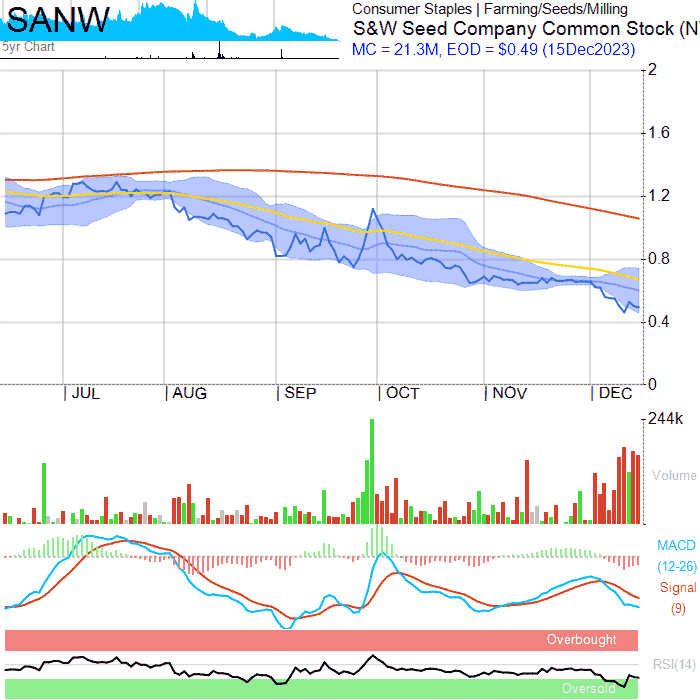 SANW
5yr Chart
Consumer Staples | Farming/Seeds/Milling
S&W Seed Company Common Stock (N
MC = 21.3M, EOD = $0.49 (15Dec2023)
2
1.6
1.2
0.8
0.4
0
JUL AUG SEP OCT NOV DEC
244k
Volume
MACD
(12-26)
Signal
(9)
Overbought
RSI(14)
Oversold